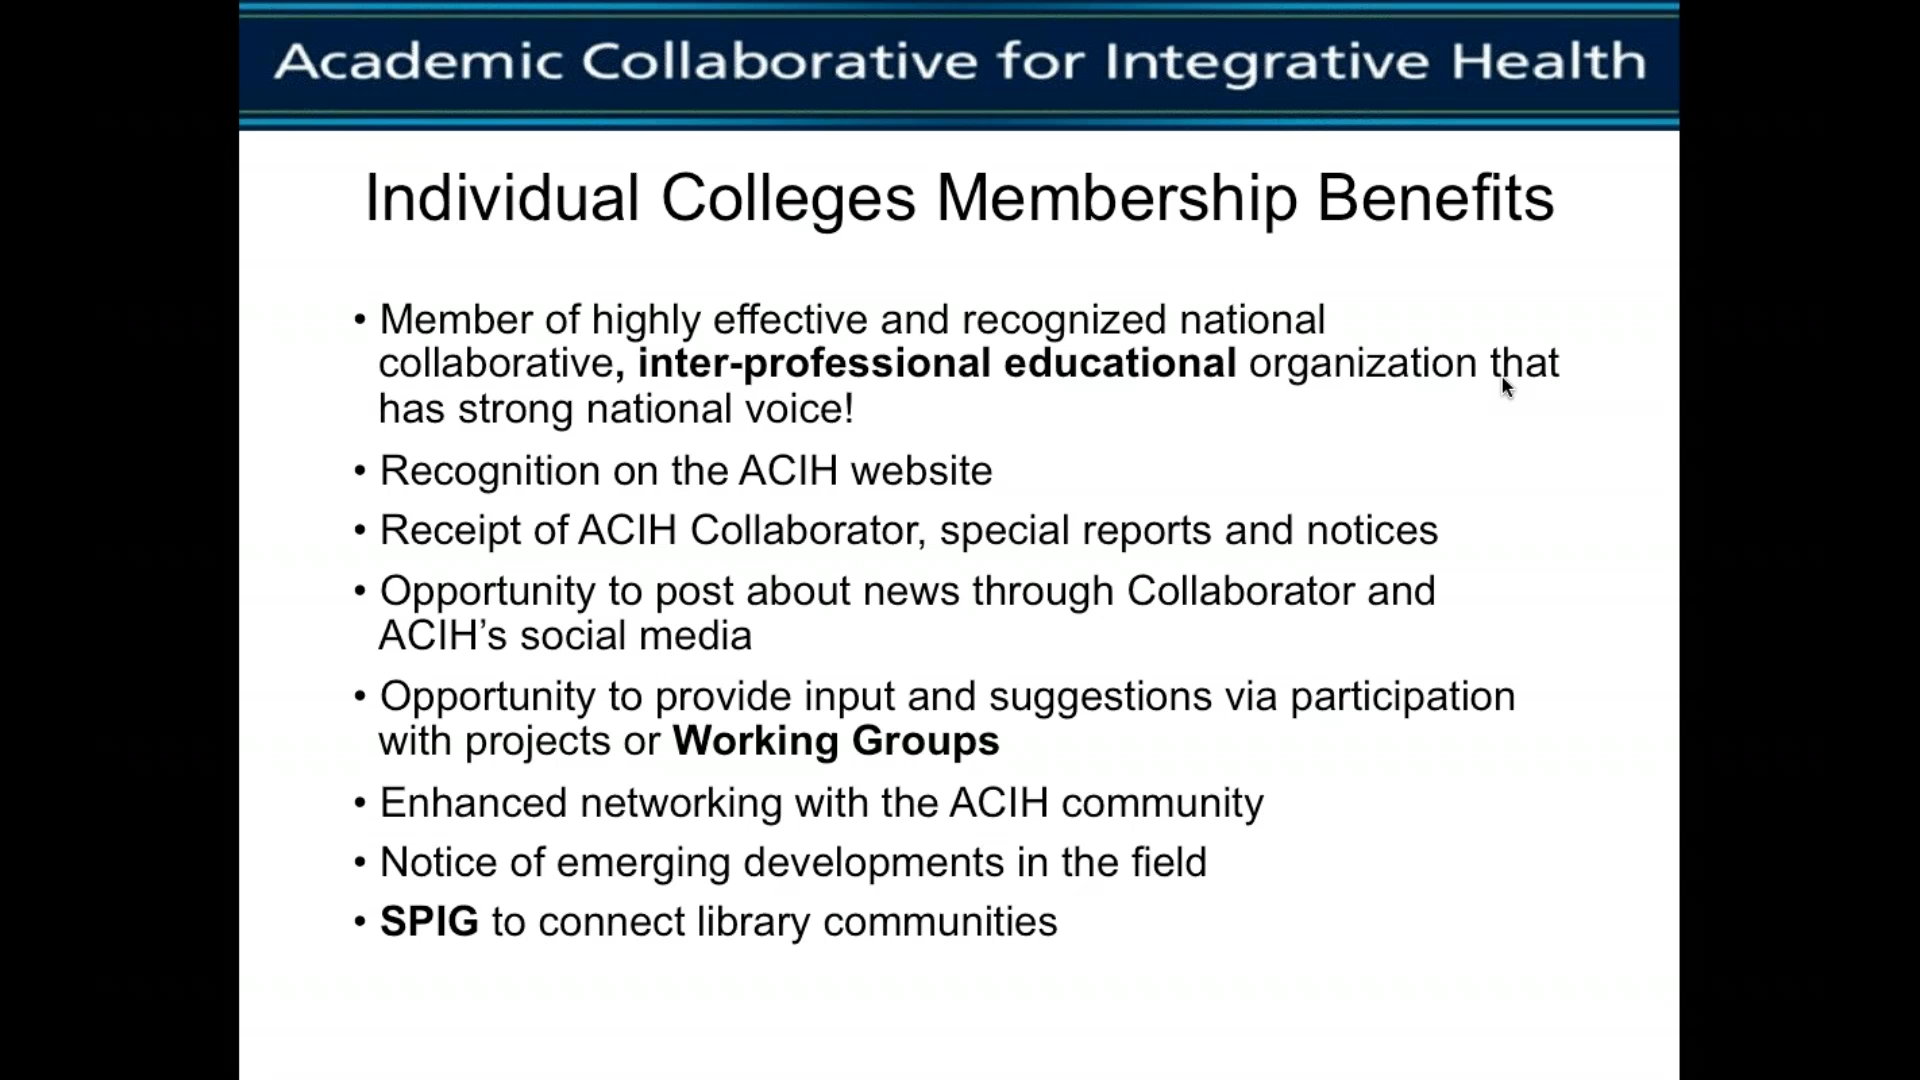 Academic Collaborative for Integrative Health
Individual Colleges Membership Benefits
• Member of highly effective and recognized national
collaborative, inter-professional educational organization that
has strong national voice!
• Recognition on the ACIH website
• Receipt of ACIH Collaborator, special reports and notices
• Opportunity to post about news through Collaborator and
ACIH’s social media
• Opportunity to provide input and suggestions via participation
with projects or Working Groups
• Enhanced networking with the ACIH community
• Notice of emerging developments in the field
• SPIG to connect library communities